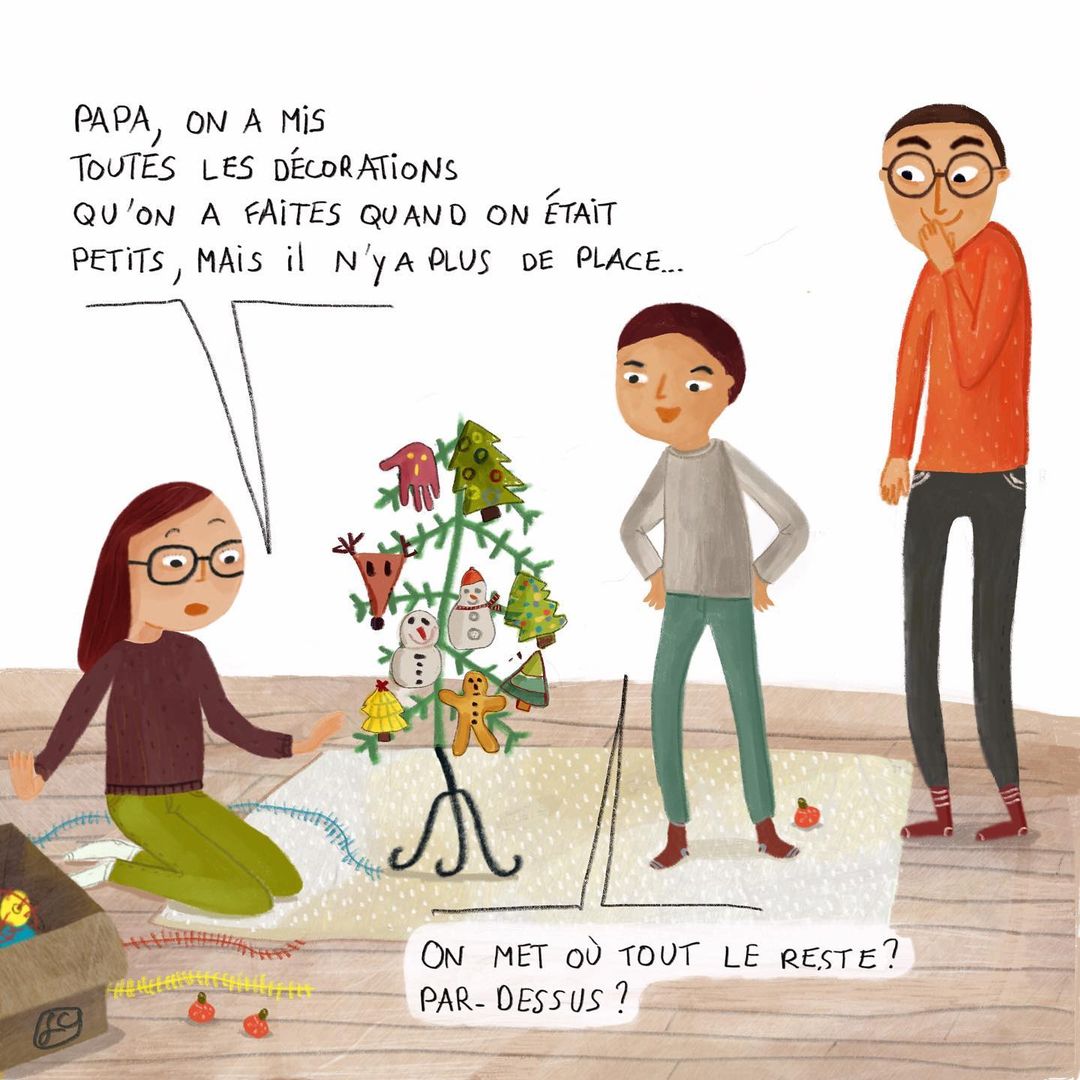 PAPA, ON A MIS
TOUTES LES DÉCORATIONS
QU'ON A FAITES QUAND ON ÉTAIT
PETITS, MAIS il N'Y A PLUS DE PLACE...
ON MET OÙ TOUT LE RESTE?
PAR-DESSUS?